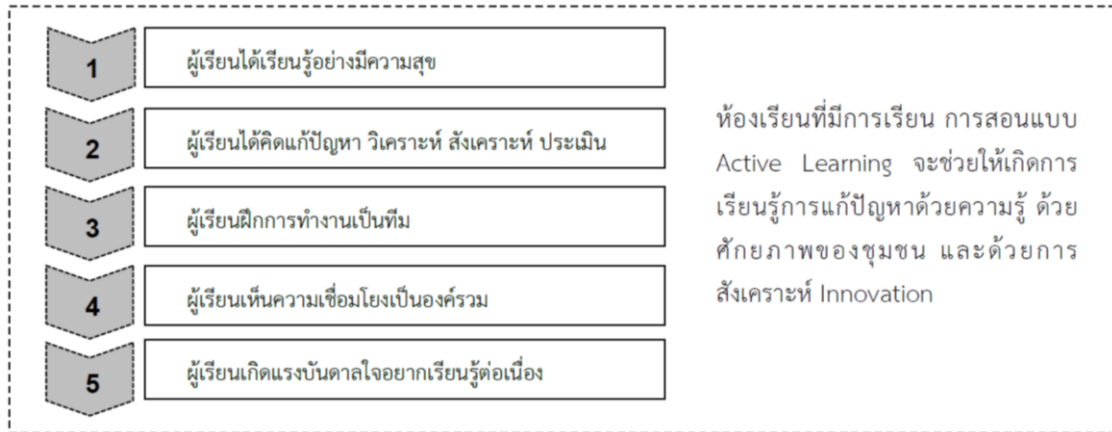 1
ผู้เรียนได้เรียนรู้อย่างมีความสุข
2
ผู้เรียนได้คิดแก้ปัญหา วิเคราะห์ สังเคราะห์ ประเมิน
3
ผู้เรียนฝึกการทำงานเป็นทีม
4
ผู้เรียนเห็นความเชื่อมโยงเป็นองค์รวม
5
ผู้เรียนเกิดแรงบันดาลใจอยากเรียนรู้ต่อเนื่อง
ห้องเรียนที่มีการเรียน การสอนแบบ
Active Learning จะช่วยให้เกิดการ
เรียนรู้การแก้ปัญหาด้วยความรู้ ด้วย
ศักยภาพของชุมชน และด้วยการ
สังเคราะห์ Innovation